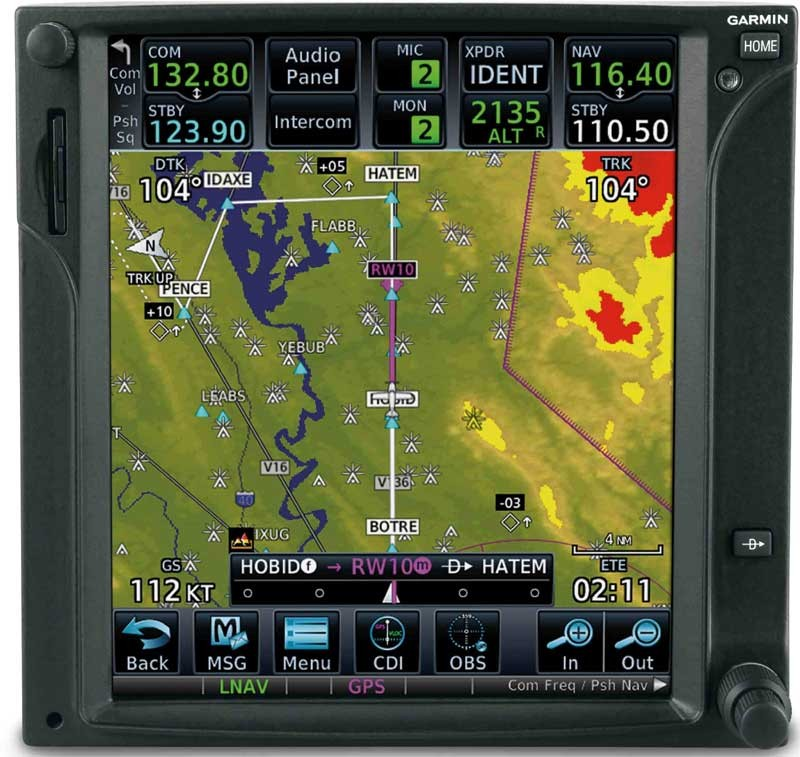 GARMIN
HOME
Com
Vol
–
Psh
Sq
COM
132.80
STBY
123.90
Audio
Panel
Intercom
MIC
2
MON
2
XPDR
IDENT
2135
ALT R
NAV
116.40
STBY
110.50
DTK
104°
IDAXE
+05
HATEM
TRK
104°
V16
FLABB
N
TRK UP
RW10
PENCE
+10
YEBUB
LEABS
T
V16
V136
40
-03
BOTRE
IXUG
4 NM
GS
112 KT
HOBID f → RW10 m D HATEM
ETE
02:11
Back
MSG
Menu
CDI
OBS
In
Out
LNAV
GPS
Com Freq / Psh Nav